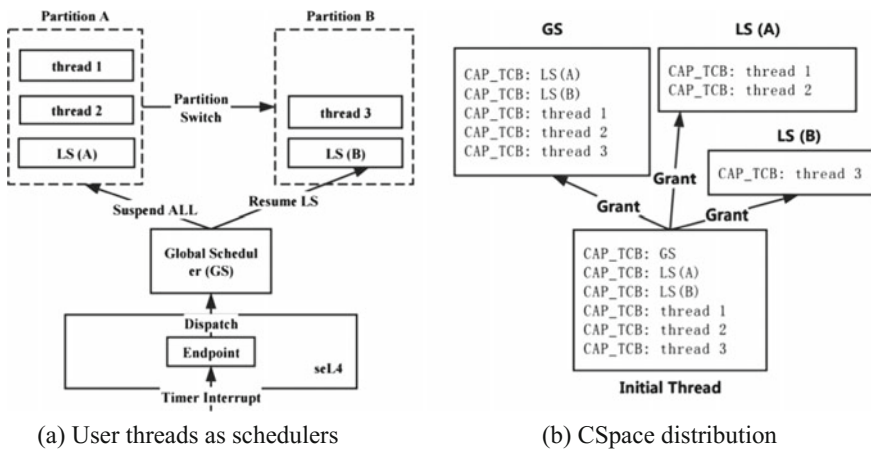 Partition A
thread 1
thread 2
LS (A)
Partition
Switch
Partition B
thread 3
LS (B)
Suspend ALL
Resume LS
Global Schedul
er (GS)
Dispatch
Endpoint
seL4
Timer Interrupt
(a) User threads as schedulers
GS
CAP_TCB: LS(A)
CAP_TCB: LS(B)
CAP_TCB: thread 1
CAP_TCB: thread 2
CAP_TCB: thread 3
LS (A)
CAP_TCB: thread 1
CAP_TCB: thread 2
LS (B)
CAP_TCB: thread 3
Grant
Grant
Grant
CAP_TCB: GS
CAP_TCB: LS(A)
CAP_TCB: LS(B)
CAP_TCB: thread 1
CAP_TCB: thread 2
CAP_TCB: thread 3
Initial Thread
(b) CSpace distribution